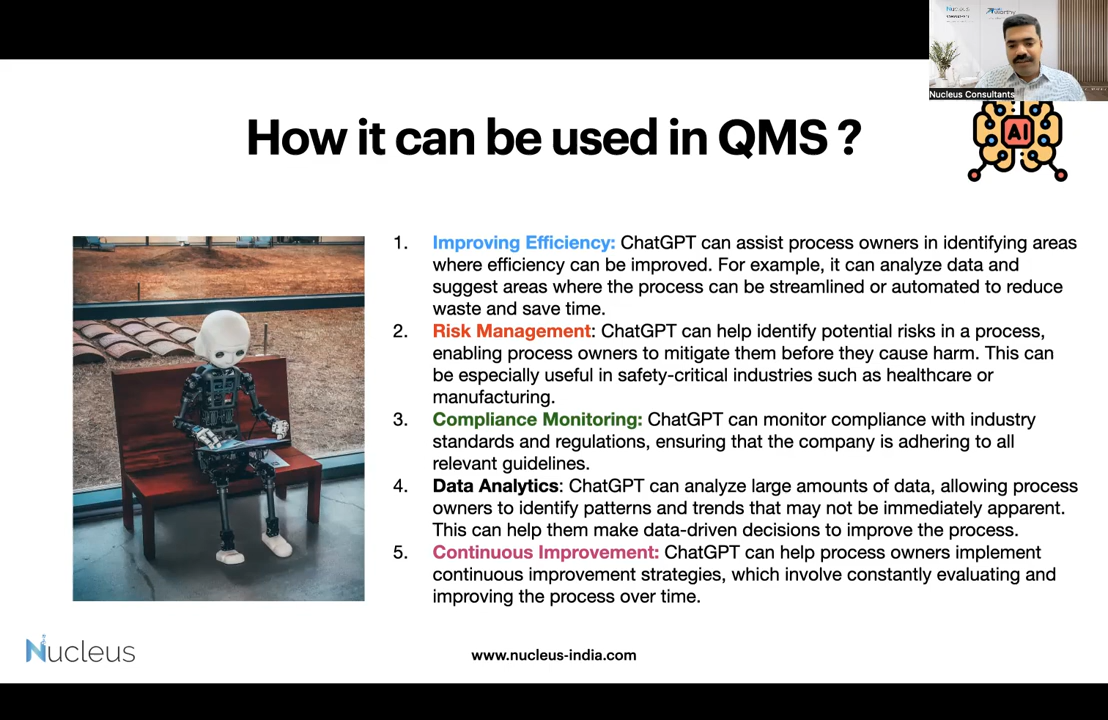 Nucleus
Nucleus Consultants
How it can be used in QMS ?
AI
1. Improving Efficiency: ChatGPT can assist process owners in identifying areas
where efficiency can be improved. For example, it can analyze data and
suggest areas where the process can be streamlined or automated to reduce
waste and save time.
2. Risk Management: ChatGPT can help identify potential risks in a process,
enabling process owners to mitigate them before they cause harm. This can
be especially useful in safety-critical industries such as healthcare or
manufacturing.
3. Compliance Monitoring: ChatGPT can monitor compliance with industry
standards and regulations, ensuring that the company is adhering to all
relevant guidelines.
4. Data Analytics: ChatGPT can analyze large amounts of data, allowing process
owners to identify patterns and trends that may not be immediately apparent.
This can help them make data-driven decisions to improve the process.
5. Continuous Improvement: ChatGPT can help process owners implement
continuous improvement strategies, which involve constantly evaluating and
improving the process over time.
Nucleus
www.nucleus-india.com